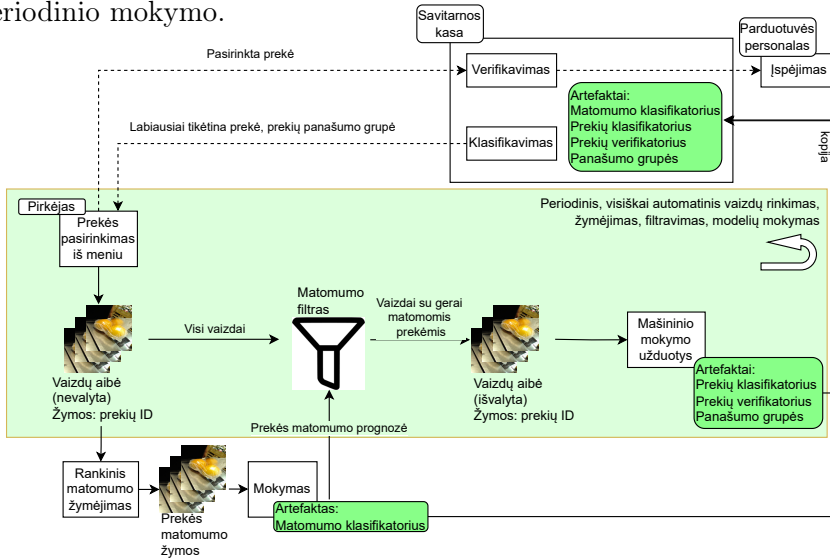 eriodinio mokymo.
Savitarnos
kasa
Parduotuvės
personalas
Pasirinkta prekė
Verifikavimas
Įspėjimas
Artefaktai:
Matomumo klasifikatorius
Prekių klasifikatorius
Prekių verifikatorius
Panašumo grupės
Labiausiai tikėtina prekė, prekių panašumo grupė
Klasifikavimas
kopija
Pirkėjas
Prekės
pasirinkimas
iš meniu
Periodinis, visiškai automatinis vaizdų rinkimas,
žymėjimas, filtravimas, modelių mokymas
Matomumo
filtras
Visi vaizdai
Vaizdai su gerai
matomomis
prekėmis
Mašininio
mokymo
užduotys
Vaizdų aibė
(nevalyta)
Žymos: prekių ID
Vaizdų aibė
(išvalyta)
Žymos: prekių ID
Artefaktai:
Prekių klasifikatorius
Prekių verifikatorius
Panašumo grupės
Prekės matomumo prognozė
Rankinis
matomumo
žymėjimas
Prekės
matomumo
žymos
Mokymas
Artefaktas:
Matomumo klasifikatorius